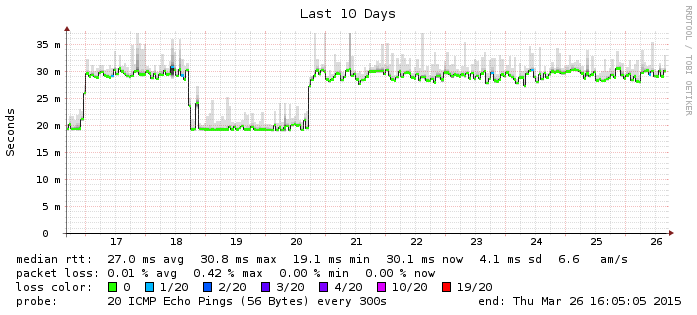 Last 10 Days
RRDTOOL / TOBI OETIKER
Seconds
35 m
30 m
25 m
20 m
15 m
10 m
5 m
0
17 18 19 20 21 22 23 24 25 26
median rtt: 27.0 ms avg 30.8 ms max 19.1 ms min 30.1 ms now 4.1 ms sd 6.6 am/s
packet loss: 0.01 % avg 0.42 % max 0.00 % min 0.00 % now
loss color: 0 1/20 2/20 3/20 4/20 10/20 19/20
probe: 20 ICMP Echo Pings (56 Bytes) every 300s end: Thu Mar 26 16:05:05 2015